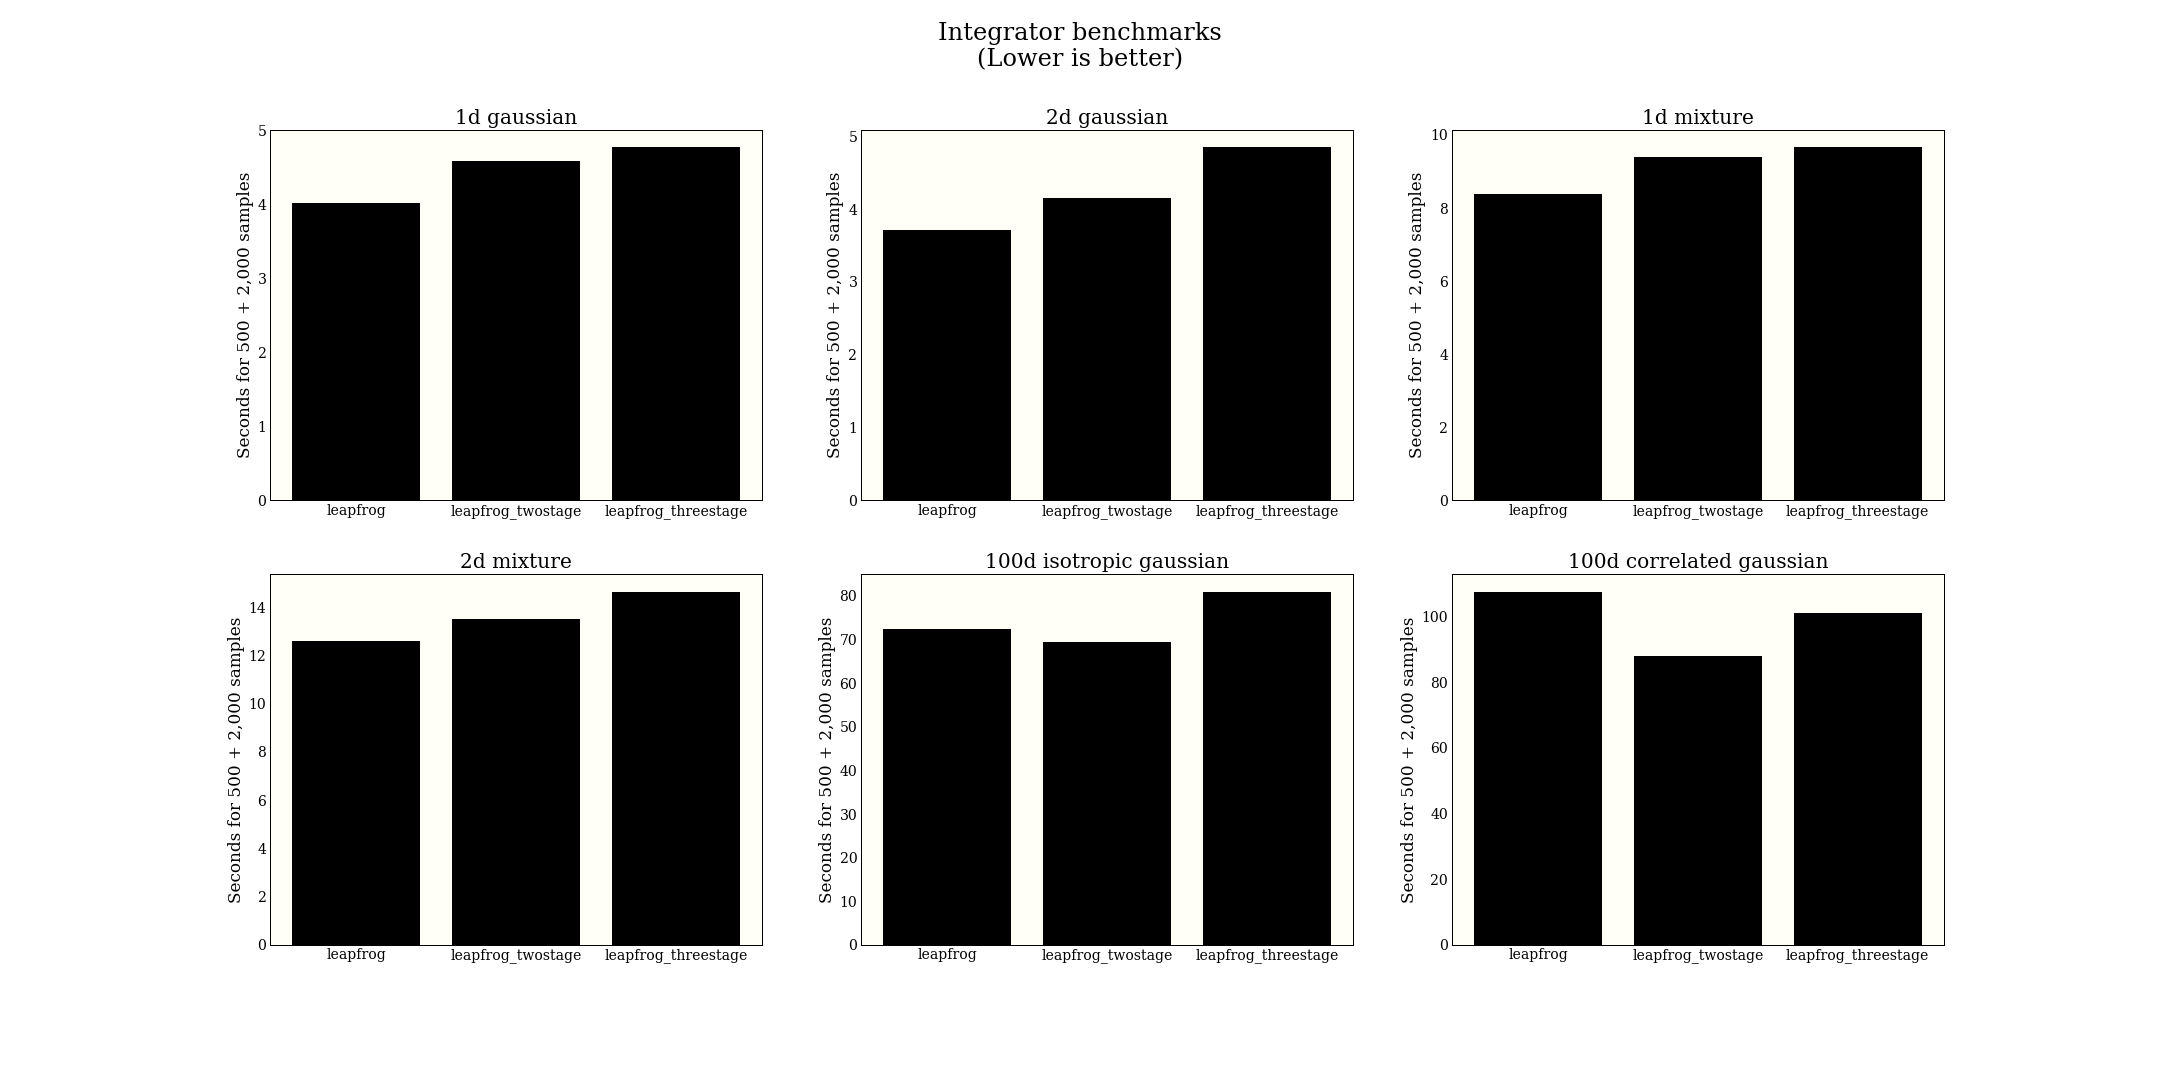 Integrator benchmarks
(Lower is better)
1d gaussian
Seconds for 500 + 2,000 samples
5
4
3
2
1
0
leapfrog
leapfrog_twostage
leapfrog_threestage
2d gaussian
Seconds for 500 + 2,000 samples
5
4
3
2
1
0
leapfrog
leapfrog_twostage
leapfrog_threestage
1d mixture
Seconds for 500 + 2,000 samples
10
8
6
4
2
0
leapfrog
leapfrog_twostage
leapfrog_threestage
2d mixture
Seconds for 500 + 2,000 samples
14
12
10
8
6
4
2
0
leapfrog
leapfrog_twostage
leapfrog_threestage
100d isotropic gaussian
Seconds for 500 + 2,000 samples
80
70
60
50
40
30
20
10
0
leapfrog
leapfrog_twostage
leapfrog_threestage
100d correlated gaussian
Seconds for 500 + 2,000 samples
100
80
60
40
20
0
leapfrog
leapfrog_twostage
leapfrog_threestage